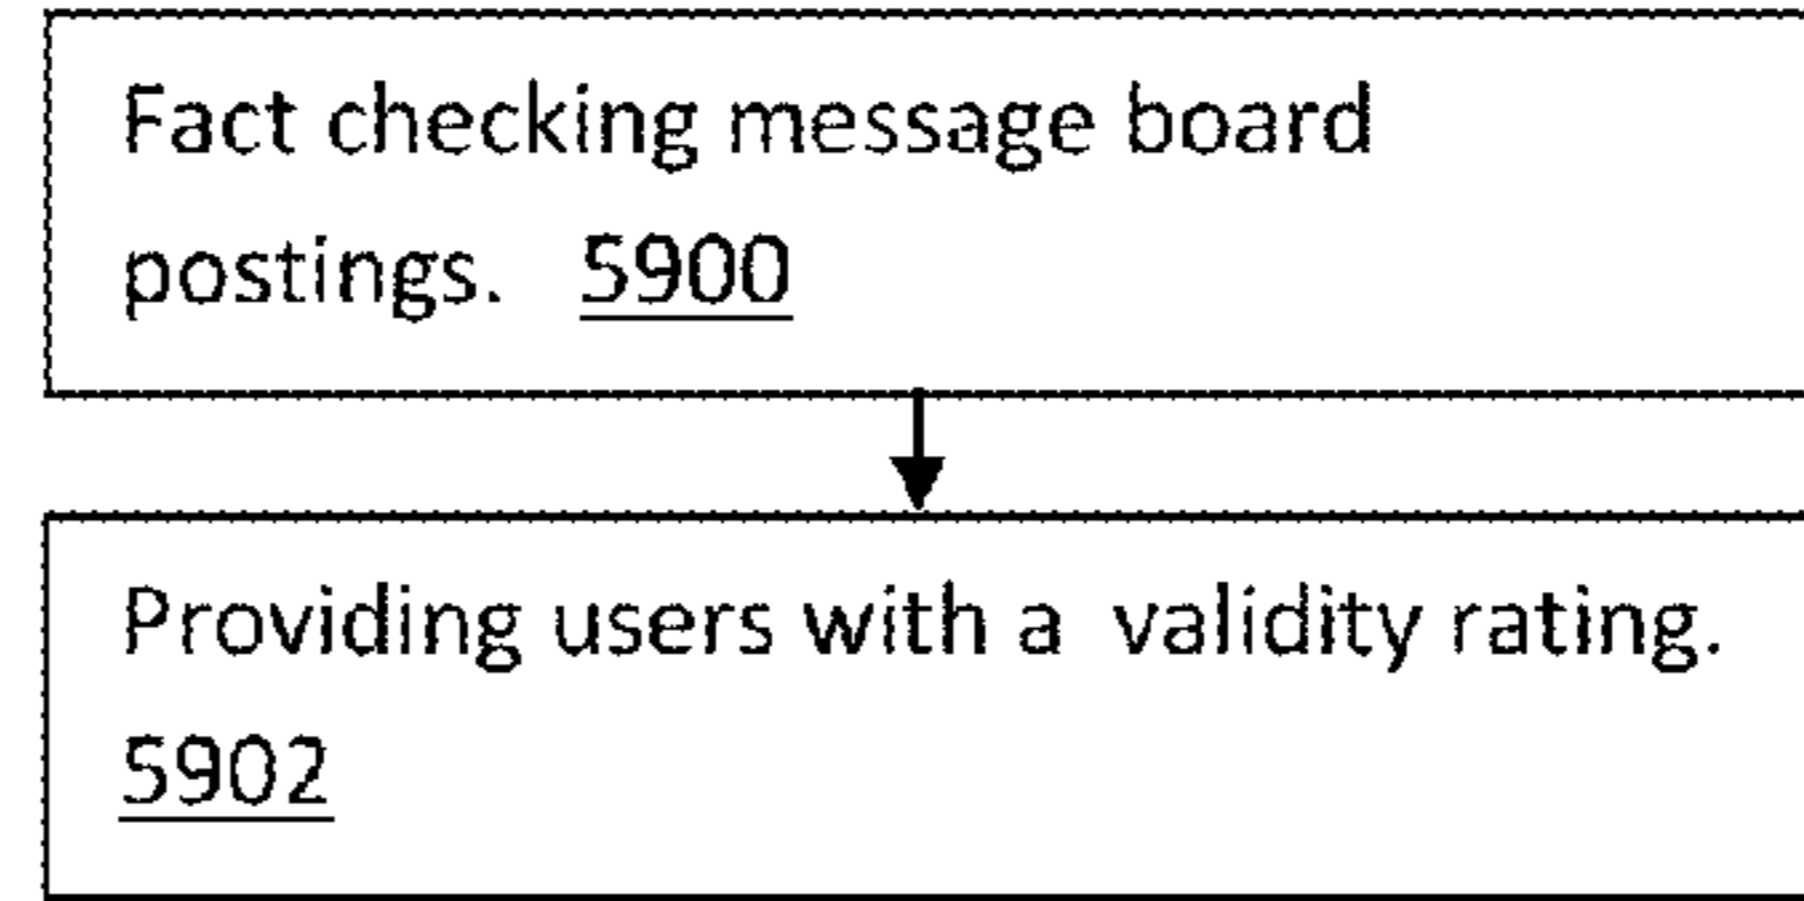 Fact checking message board
postings. 5900
Providing users with a validity rating.
5902